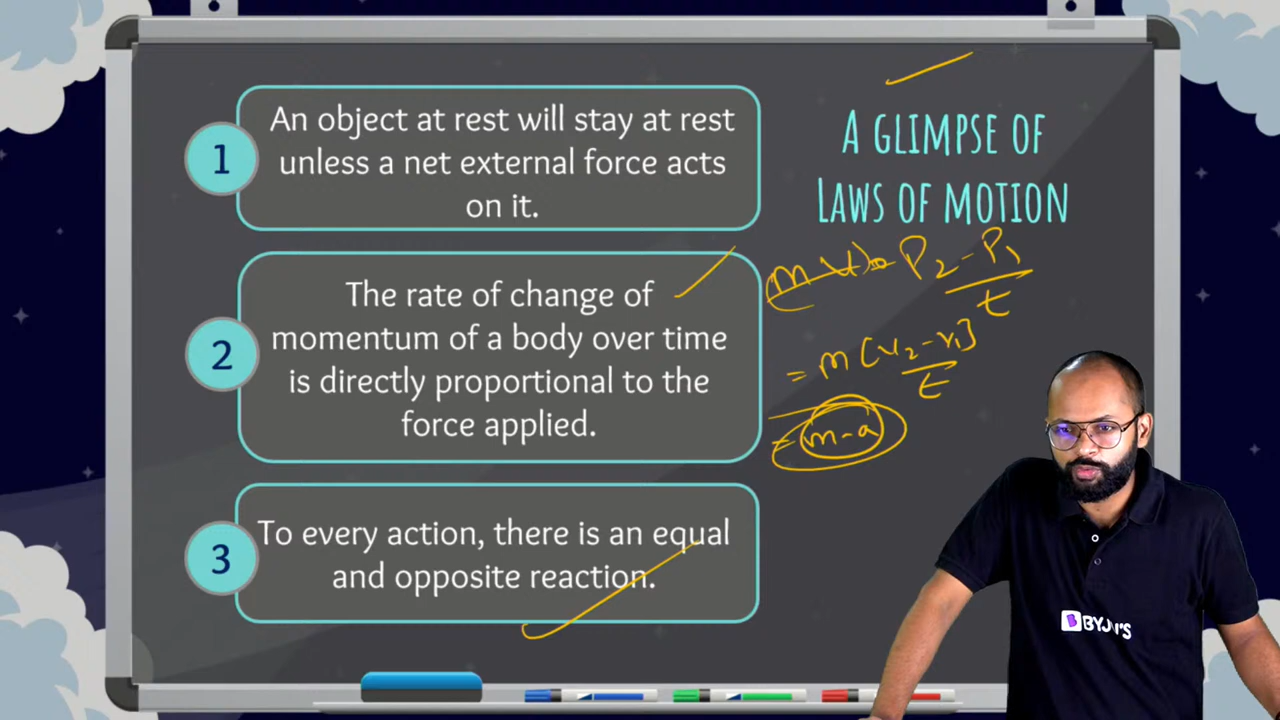 1
An object at rest will stay at rest
unless a net external force acts
on it.
2
The rate of change of
momentum of a body over time
is directly proportional to the
force applied.
3
To every action, there is an equal
and opposite reaction.
A GLIMPSE OF
LAWS OF MOTION
P2-P1
t
= m (v2-v1)
t
= m-a
BYJU'S